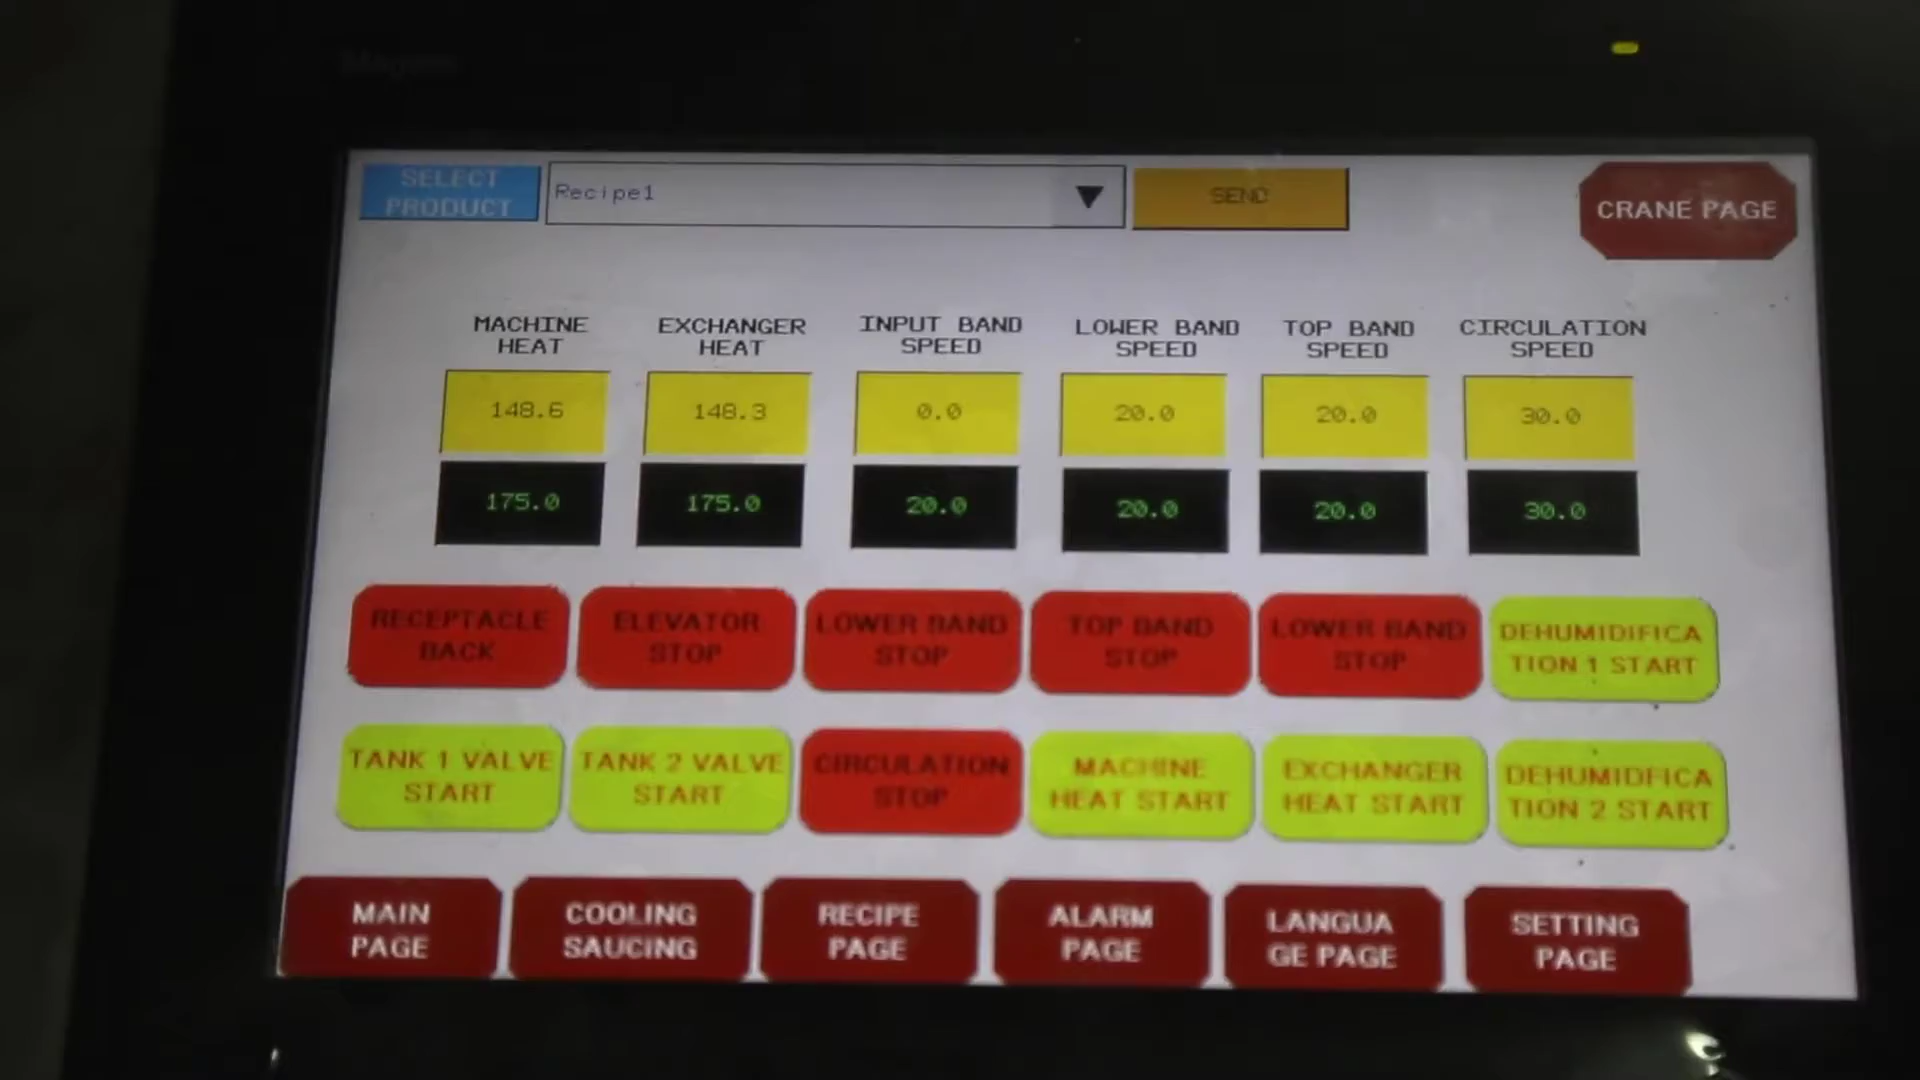 SELECT
PRODUCT
Recipe1
SEND
CRANE PAGE
MACHINE
HEAT
EXCHANGER
HEAT
INPUT BAND
SPEED
LOWER BAND
SPEED
TOP BAND
SPEED
CIRCULATION
SPEED
148.6
148.3
0.0
20.0
20.0
30.0
175.0
175.0
20.0
20.0
20.0
30.0
RECEPTACLE
BACK
ELEVATOR
STOP
LOWER BAND
STOP
TOP BAND
STOP
LOWER BAND
STOP
DEHUMIDIFICA
TION 1 START
TANK 1 VALVE
START
TANK 2 VALVE
START
CIRCULATION
STOP
MACHINE
HEAT START
EXCHANGER
HEAT START
DEHUMIDFICA
TION 2 START
MAIN
PAGE
COOLING
SAUCING
RECIPE
PAGE
ALARM
PAGE
LANGUA
GE PAGE
SETTING
PAGE